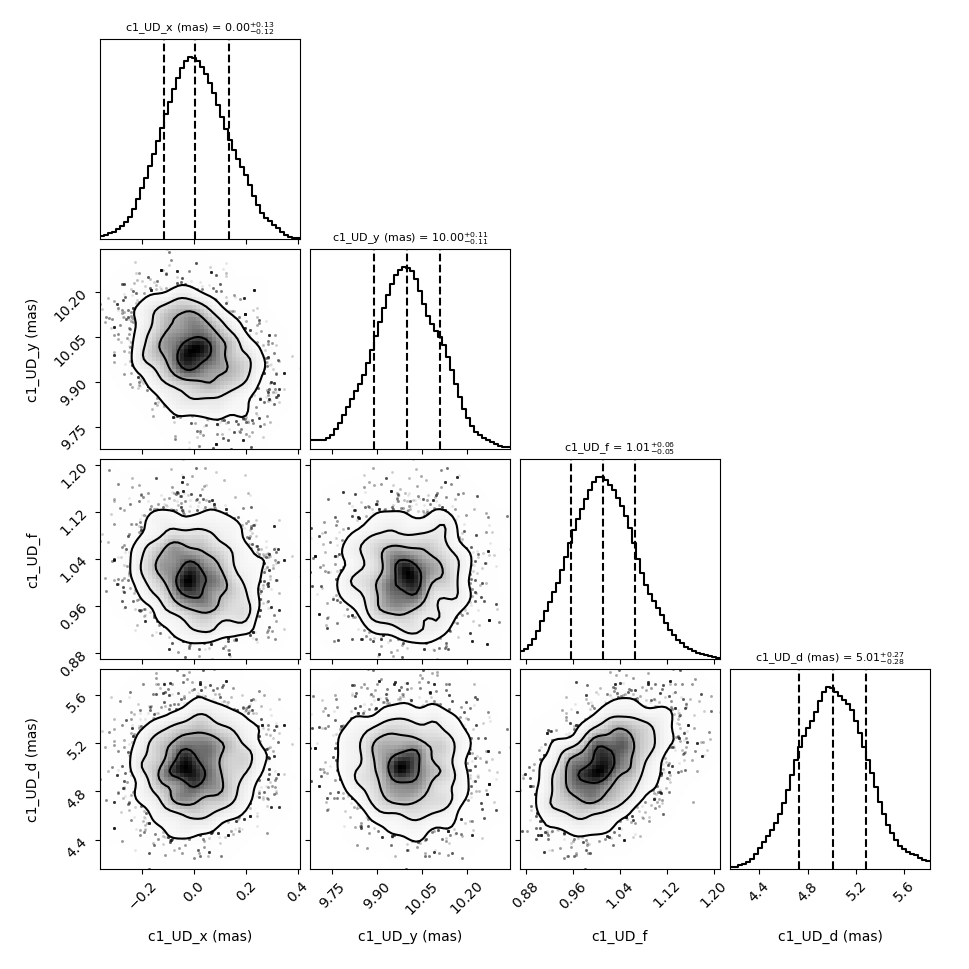 c1_UD_x (mas) = 0.00+0.13−0.12
c1_UD_y (mas) = 10.00+0.11−0.11
10.20
10.05
9.90
9.75
c1_UD_y (mas)
c1_UD_f = 1.01+0.06−0.05
1.20
1.12
1.04
0.96
0.88
c1_UD_f
c1_UD_d (mas) = 5.01+0.27−0.28
5.6
5.2
4.8
4.4
c1_UD_d (mas)
−0.2 0.0 0.2 0.4
9.75 9.90 10.05 10.20
0.88 0.96 1.04 1.12 1.20
4.4 4.8 5.2 5.6
c1_UD_x (mas)
c1_UD_y (mas)
c1_UD_f
c1_UD_d (mas)